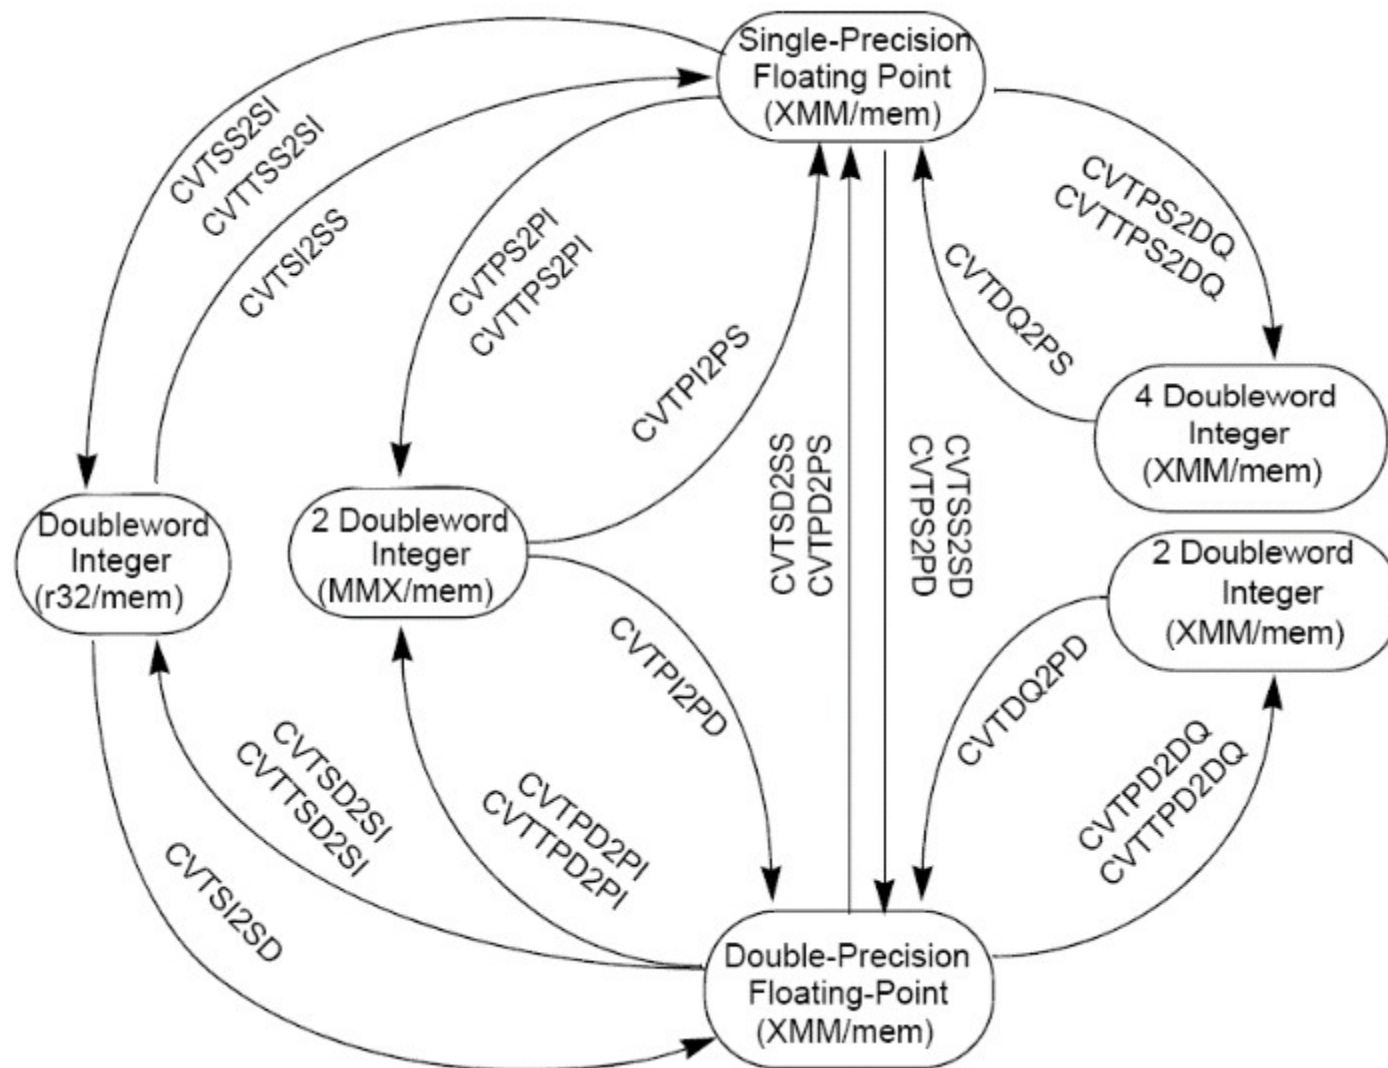 Single-Precision
Floating Point
(XMM/mem)
CVTSS2SI
CVTTSS2SI
CVTSI2SS
CVTPS2PI
CVTTPS2PI
CVTPI2PS
CVTPS2DQ
CVTTPS2DQ
CVTDQ2PS
4 Doubleword
Integer
(XMM/mem)
Doubleword
Integer
(r32/mem)
2 Doubleword
Integer
(MMX/mem)
CVTSD2SS
CVTPD2PS
CVTSS2SD
CVTPS2PD
2 Doubleword
Integer
(XMM/mem)
CVTPI2PD
CVTDQ2PD
CVTSD2SI
CVTTSD2SI
CVTPD2PI
CVTTPD2PI
CVTPD2DQ
CVTTPD2DQ
CVTSI2SD
Double-Precision
Floating-Point
(XMM/mem)